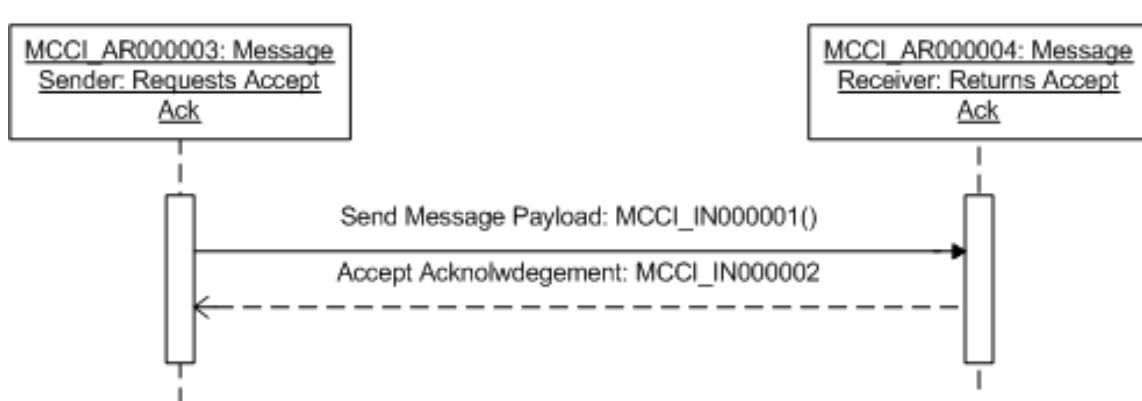 MCCI_AR000003: Message
Sender: Requests Accept
Ack
MCCI_AR000004: Message
Receiver: Returns Accept
Ack
Send Message Payload: MCCI_IN000001()
Accept Acknolwdegement: MCCI_IN000002